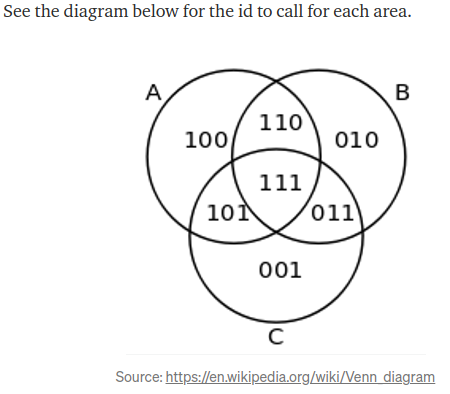 See the diagram below for the id to call for each area.
A
B
110
100
010
111
101
011
001
C
Source: https://en.wikipedia.org/wiki/Venn_diagram